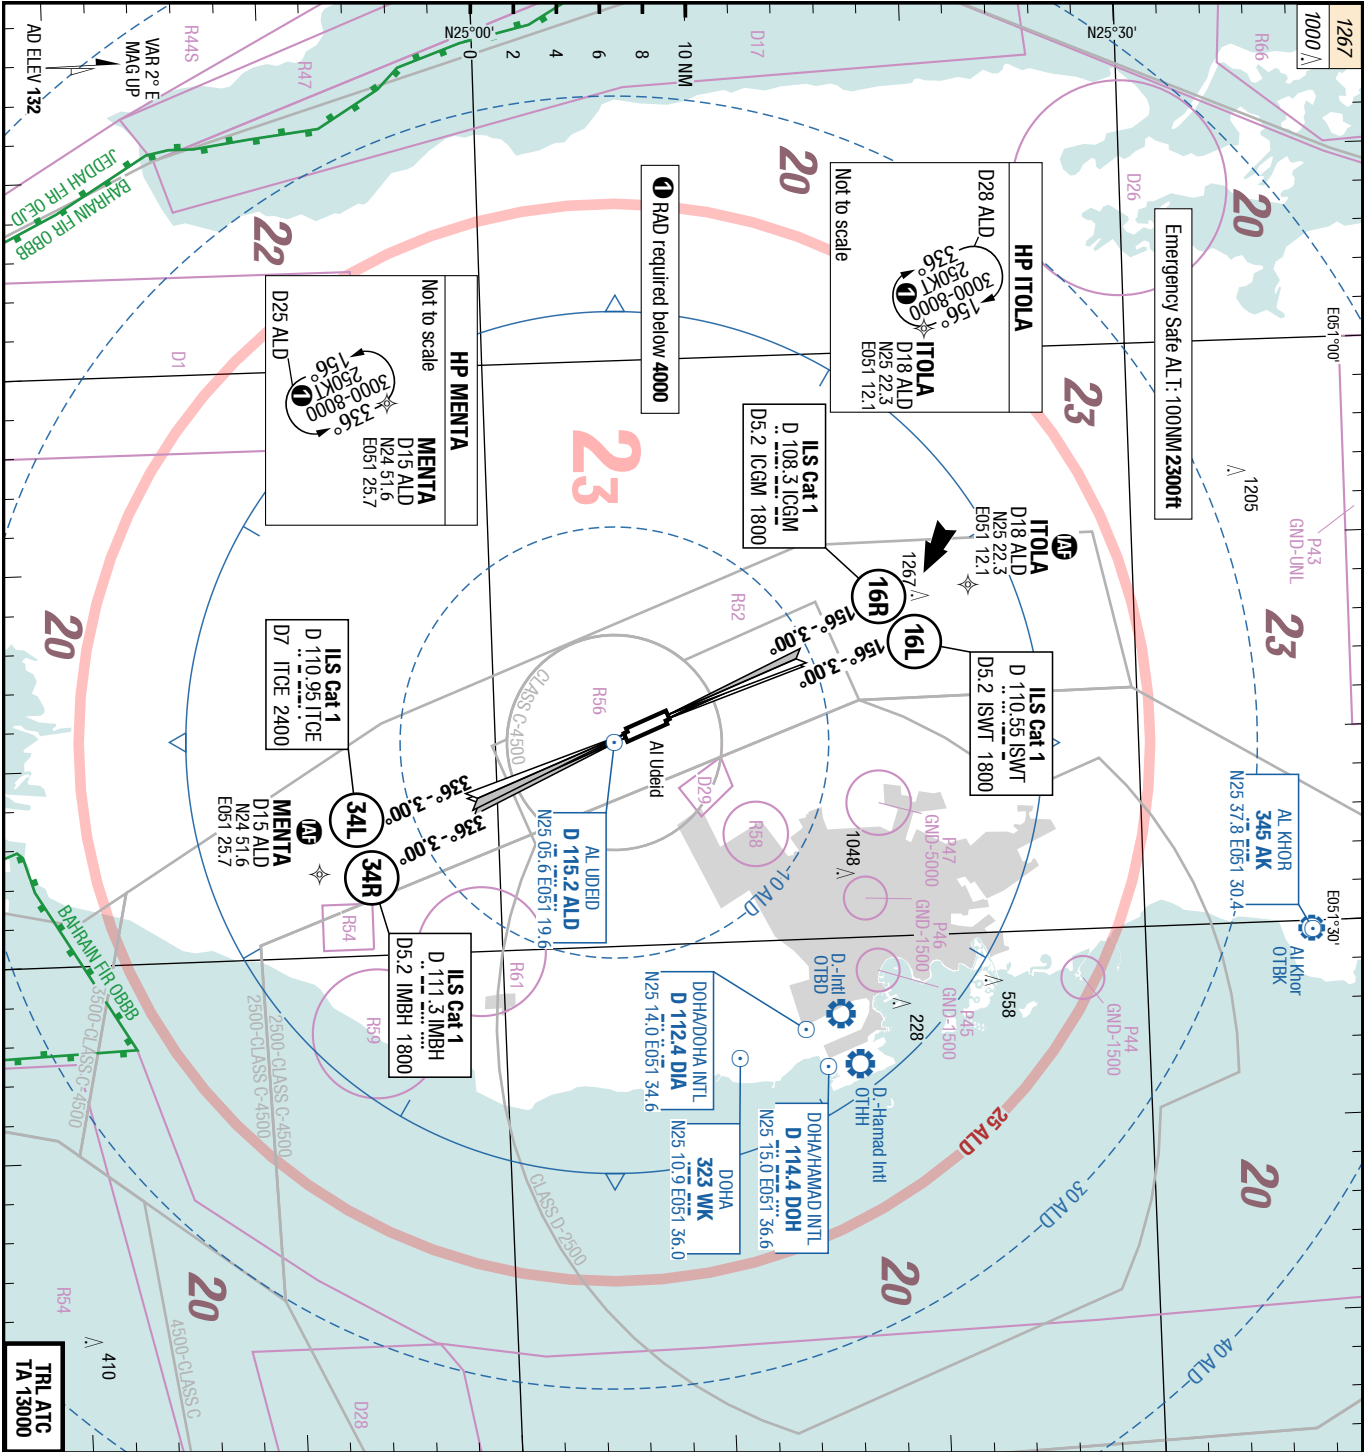 1267
1000
N25°30'
N25°00'
0
2
4
6
8
10 NM
VAR 2° E
MAG UP
AD ELEV 132
R44S
R47
D17
R66
D26
JEDDAH FIR OEJD
BAHRAIN FIR OBBB
20
20
22
23
Emergency Safe ALT: 100NM 2300ft
HP ITOLA
D28 ALD
336°
250KT
3000-8000
156°
1
ITOLA
D18 ALD
N25 22.3
E051 12.1
Not to scale
1 RAD required below 4000
E051°00'
HP MENTA
Not to scale
MENTA
D15 ALD
N24 51.6
E051 25.7
D25 ALD
156°
250KT
3000-8000
336°
1
D1
23
1205
P43
GND-UNL
23
ILS Cat 1
D 108.3 ICGM
D5.2 ICGM 1800
IAF
ITOLA
D18 ALD
N25 22.3
E051 12.1
1267
16R
16L
156°-3.00°
156°-3.00°
R52
ILS Cat 1
D 110.55 ISWT
D5.2 ISWT 1800
R56
CLASS C-4500
Al Udeid
20
ILS Cat 1
D 110.95 ITCE
D7 ITCE 2400
336°-3.00°
336°-3.00°
34L
34R
MENTA
IAF
D15 ALD
N24 51.6
E051 25.7
AL UDEID
D 115.2 ALD
N25 05.6 E051 19.6
D29
R58
10 ALD
P47
GND-5000
1048
P46
GND-1500
P45
GND-1500
P44
GND-1500
AL KHOR
345 AK
N25 37.8 E051 30.4
E051°30'
Al Khor
OTBK
BAHRAIN FIR OBBB
R54
R61
R59
ILS Cat 1
D 111.3 IMBH
D5.2 IMBH 1800
D.-Intl
OTBD
558
228
DOHA/DOHA INTL
D 112.4 DIA
N25 14.0 E051 34.6
D.-Hamad Intl
OTHH
DOHA/HAMAD INTL
D 114.4 DOH
N25 15.0 E051 36.6
DOHA
323 WK
N25 10.9 E051 36.0
3500-CLASS C-4500
2500-CLASS C-4500
2500-CLASS C-4500
CLASS D-2500
25 ALD
30 ALD
40 ALD
20
20
20
R54
410
4500-CLASS C
D28
TRL ATC
TA 13000